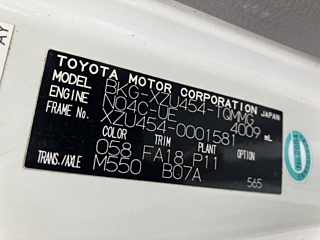 TOYOTA MOTOR CORPORATION JAPAN
MODEL BKG-XZU454-TQMMG
ENGINE N04C-UE 4009 mL
FRAME No. XZU454-0001581
COLOR TRIM PLANT OPTION
058 FA18 P11
TRANS./AXLE M550 B07A 565